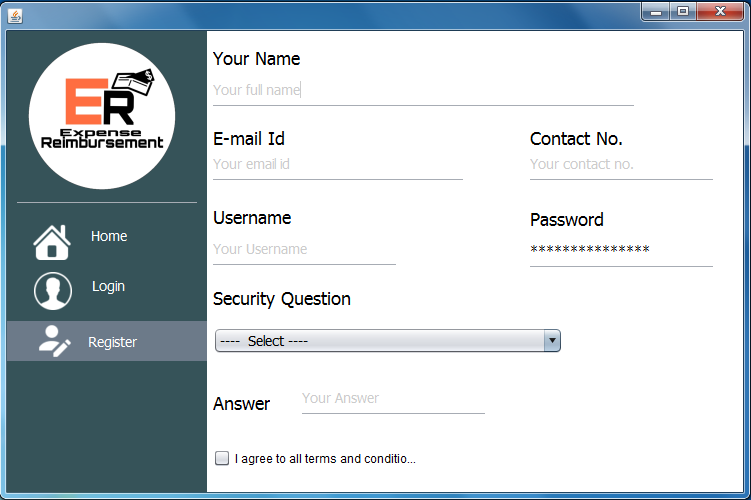 ER
Expense
Reimbursement
Home
Login
Register
Your Name
Your full name
E-mail Id
Contact No.
Your email id
Your contact no.
Username
Password
Your Username
***************
Security Question
---- Select ----
Answer
Your Answer
I agree to all terms and conditio...